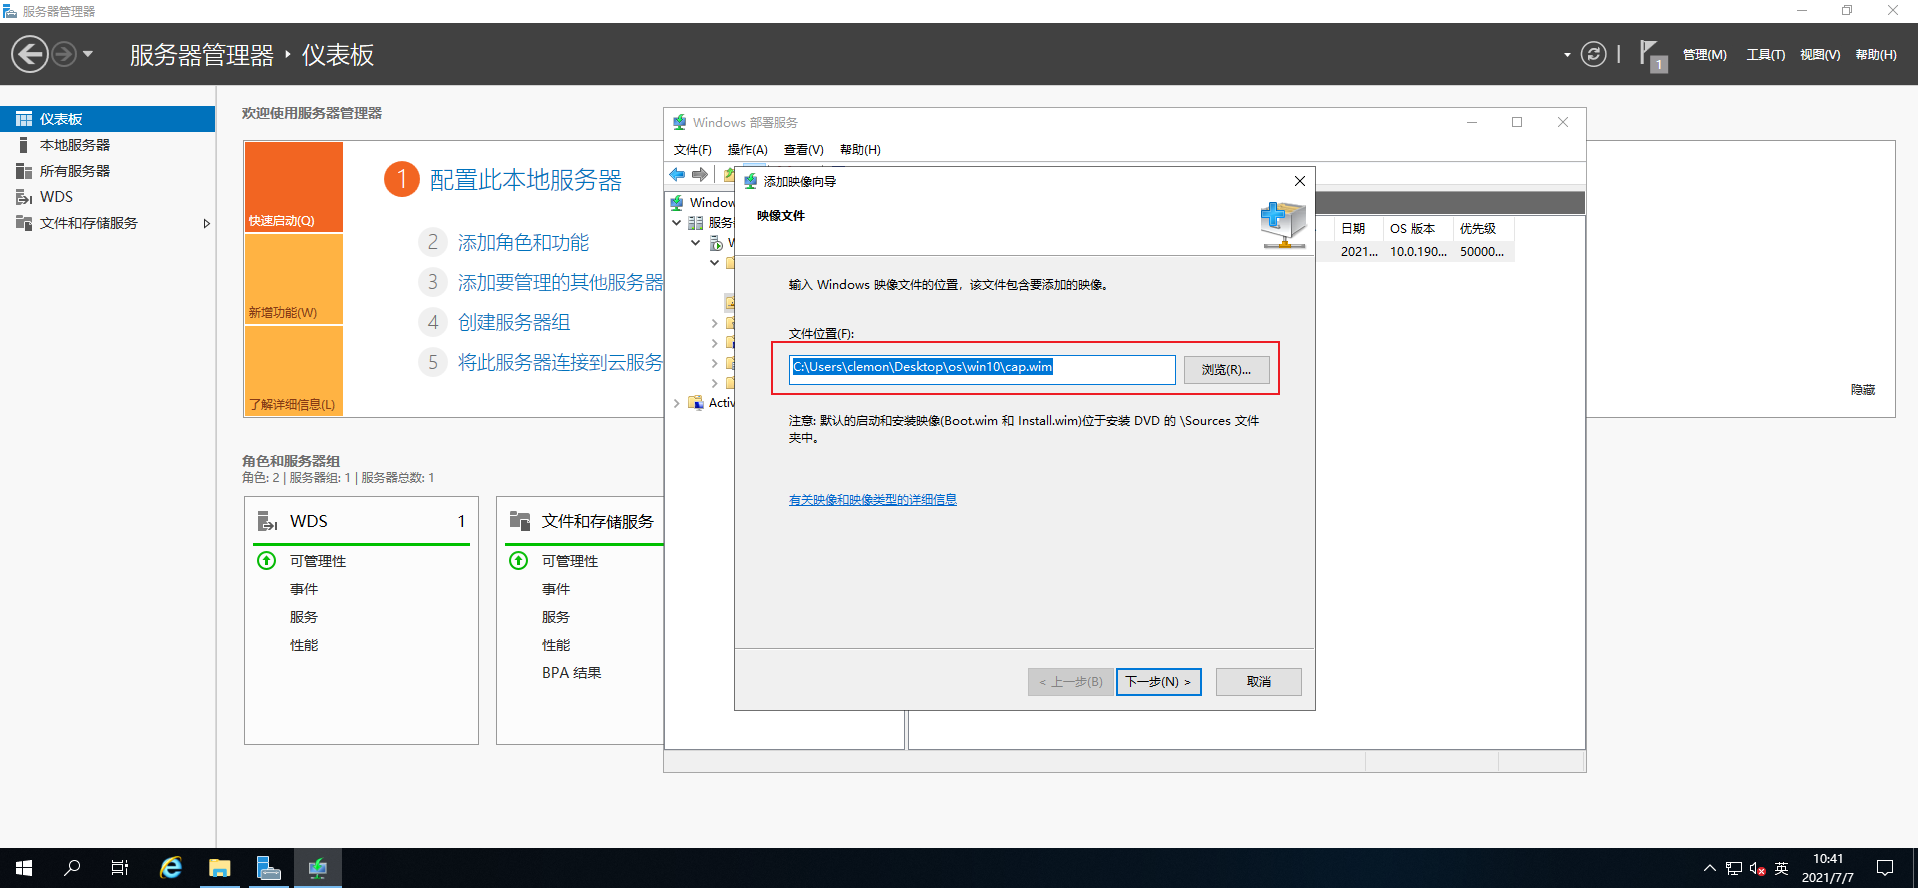 服务器管理器
服务器管理器 ‣ 仪表板
1
管理(M)
工具(T)
视图(V)
帮助(H)
仪表板
本地服务器
所有服务器
WDS
文件和存储服务
欢迎使用服务器管理器
快速启动(Q)
新增功能(W)
了解详细信息(L)
1 配置此本地服务器
2 添加角色和功能
3 添加要管理的其他服务器
4 创建服务器组
5 将此服务器连接到云服务
隐藏
角色和服务器组
角色: 2 | 服务器组: 1 | 服务器总数: 1
WDS 1
可管理性
事件
服务
性能
文件和存储服务
可管理性
事件
服务
性能
BPA 结果
Windows 部署服务
文件(F) 操作(A) 查看(V) 帮助(H)
Window
服务
Activ
日期 OS 版本 优先级
2021... 10.0.190... 50000...
添加映像向导
映像文件
输入 Windows 映像文件的位置，该文件包含要添加的映像。
文件位置(F):
C:\Users\clemon\Desktop\os\win10\cap.wim
浏览(R)...
注意: 默认的启动和安装映像(Boot.wim 和 Install.wim)位于安装 DVD 的 \Sources 文件
夹中。
有关映像和映像类型的详细信息
< 上一步(B)
下一步(N) >
取消
英
10:41
2021/7/7